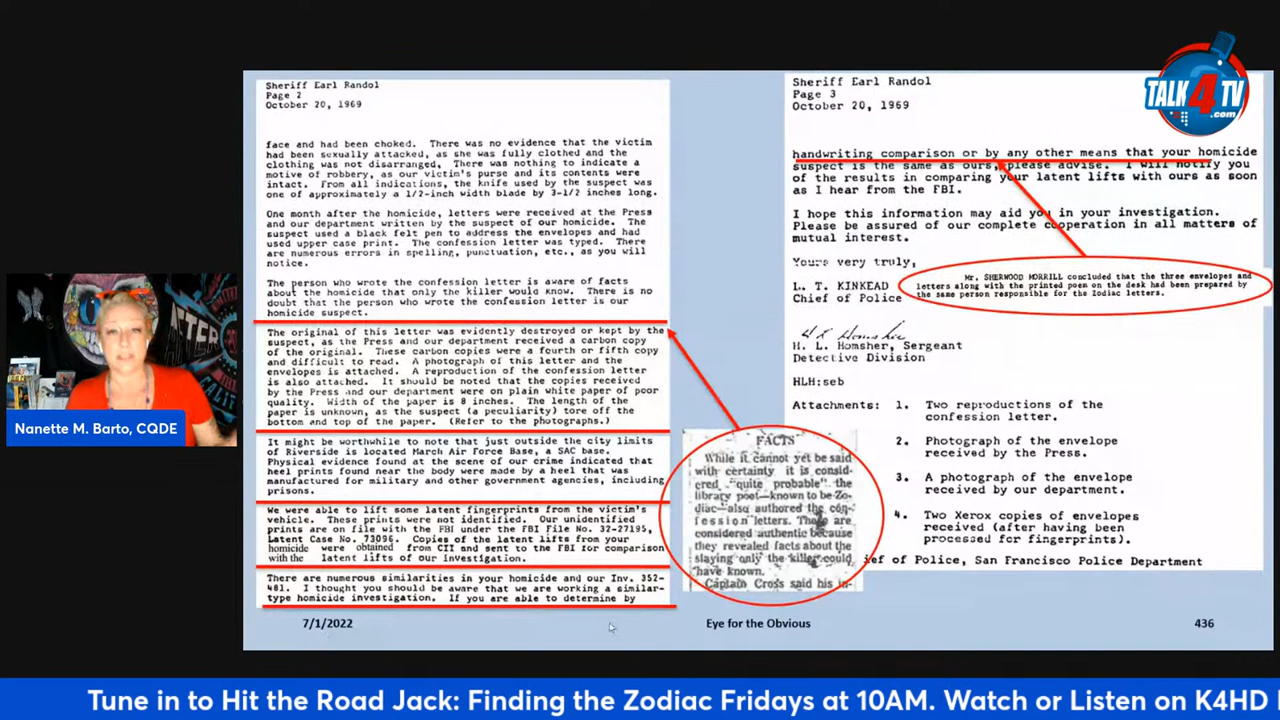 Sheriff Earl Randol
Page 2
October 20, 1969
face and had been choked. There was no evidence that the victim
had been sexually attacked, as she was fully clothed and the
clothing was not disarranged. There was nothing to indicate a
motive of robbery, as our victim's purse and its contents were
intact. From all indications, the knife used by the suspect was
one of approximately a 1/2-inch width blade by 3-1/2 inches long.
One month after the homicide, letters were received at the Press
and our department written by the suspect of our homicide. The
suspect used a black felt pen to address the envelopes and had
used upper case print. The confession letter was typed. There
are numerous errors in spelling, punctuation, etc., as you will
notice.
The person who wrote the confession letter is aware of facts
about the homicide that only the killer would know. There is no
doubt that the person who wrote the confession letter is our
homicide suspect.
The original of this letter was evidently destroyed or kept by the
suspect, as the Press and our department received a carbon copy
of the original. These carbon copies were a fourth or fifth copy
and difficult to read. A photograph of this letter and the
envelopes is attached. A reproduction of the confession letter
is also attached. It should be noted that the copies received
by the Press and our department were on plain white paper of poor
quality. Width of the paper is 8 inches. The length of the
paper is unknown, as the suspect (a peculiarity) tore off the
bottom and top of the paper. (Refer to the photographs.)
It might be worthwhile to note that just outside the city limits
of Riverside is located March Air Force Base, a SAC base.
Physical evidence found at the scene of our crime indicated that
heel prints found near the body were made by a heel that was
manufactured for military and other government agencies, including
prisons.
We were able to lift some latent fingerprints from the victim's
vehicle. These prints were not identified. Our unidentified
prints are on file with the FBI under the FBI File No. 32-27195,
Latent Case No. 73096. Copies of the latent lifts from your
homicide were obtained from CII and sent to the FBI for comparison
with the latent lifts of our investigation.
There are numerous similarities in your homicide and our Inv. 352-
481. I thought you should be aware that we are working a similar-
type homicide investigation. If you are able to determine by
Sheriff Earl Randol
Page 3
October 20, 1969
handwriting comparison or by any other means that your homicide
suspect is the same as ours, please advise. I will notify you
of the results in comparing your latent lifts with ours as soon
as I hear from the FBI.
I hope this information may aid you in your investigation.
Please be assured of our complete cooperation in all matters of
mutual interest.
Yours very truly,
L. T. KINKEAD
Chief of Police
Mr. SHERWOOD MORRILL concluded that the three envelopes and
letters along with the printed poem on the desk had been prepared by
the same person responsible for the Zodiac letters.
H L Homsher
H. L. Homsher, Sergeant
Detective Division
HLH:seb
Attachments: 1. Two reproductions of the
confession letter.
2. Photograph of the envelope
received by the Press.
3. A photograph of the envelope
received by our department.
4. Two Xerox copies of envelopes
received (after having been
processed for fingerprints).
ief of Police, San Francisco Police Department
FACTS
While it cannot yet be said
with certainty it is consid-
ered "quite probable" the
library poet—known to be Zo-
diac—also authored the con-
fession letters. These are
considered authentic because
they revealed facts about the
slaying only the killer could
have known.
Captain Cross said his in-
7/1/2022
Eye for the Obvious
436
TALK4TV
.com
AFTER
Nanette M. Barto, CQDE
Tune in to Hit the Road Jack: Finding the Zodiac Fridays at 10AM. Watch or Listen on K4HD